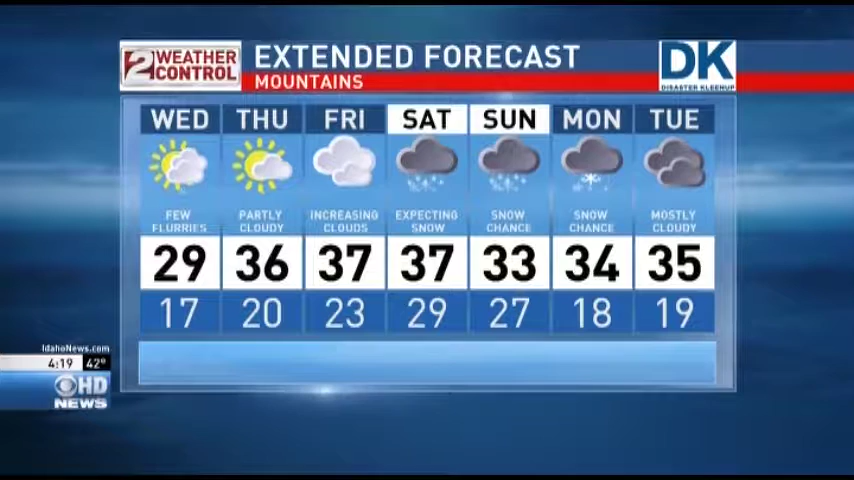 2 WEATHER CONTROL
EXTENDED FORECAST
MOUNTAINS
DK
DISASTER KLEENUP
WED THU FRI SAT SUN MON TUE
FEW FLURRIES
PARTLY CLOUDY
INCREASING CLOUDS
EXPECTING SNOW
SNOW CHANCE
SNOW CHANCE
MOSTLY CLOUDY
29 36 37 37 33 34 35
17 20 23 29 27 18 19
IdahoNews.com
4:19 42°
HD
NEWS